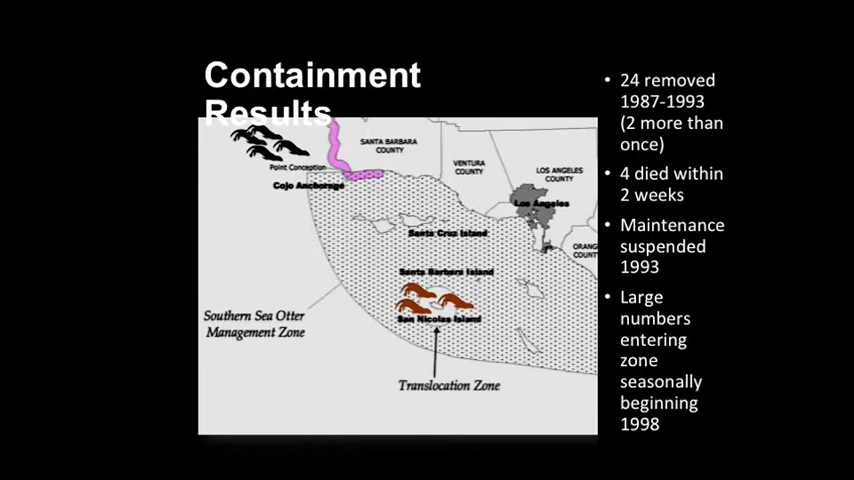 Containment
Results
SANTA BARBARA
COUNTY
Point Conception
Cojo Anchorage
VENTURA
COUNTY
LOS ANGELES
COUNTY
Los Angeles
ORANG
COUNT
Santa Cruz Island
Santa Barbara Island
San Nicolas Island
Southern Sea Otter
Management Zone
Translocation Zone
• 24 removed
1987-1993
(2 more than
once)
• 4 died within
2 weeks
• Maintenance
suspended
1993
• Large
numbers
entering
zone
seasonally
beginning
1998